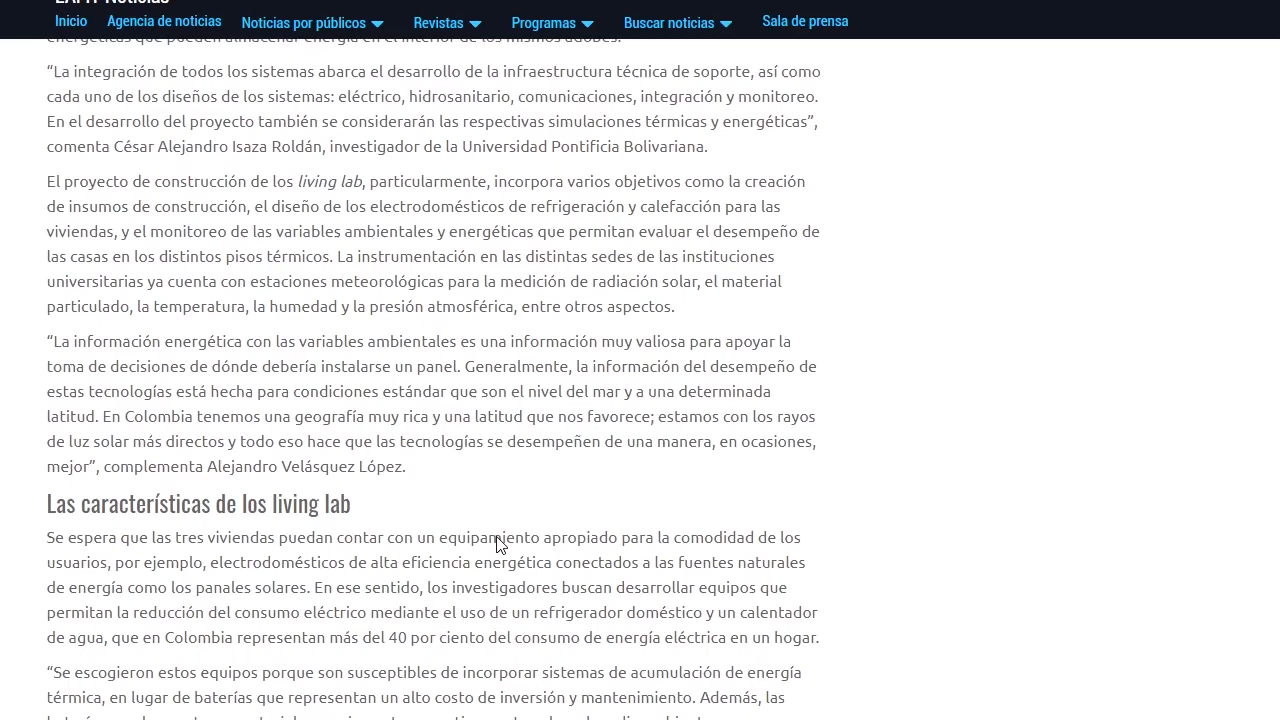 EAFIT Noticias
Inicio Agencia de noticias Noticias por públicos Revistas Programas Buscar noticias Sala de prensa
energéticas que puedan almacenar energía en el interior de los mismos adobes.
“La integración de todos los sistemas abarca el desarrollo de la infraestructura técnica de soporte, así como
cada uno de los diseños de los sistemas: eléctrico, hidrosanitario, comunicaciones, integración y monitoreo.
En el desarrollo del proyecto también se considerarán las respectivas simulaciones térmicas y energéticas”,
comenta César Alejandro Isaza Roldán, investigador de la Universidad Pontificia Bolivariana.
El proyecto de construcción de los living lab, particularmente, incorpora varios objetivos como la creación
de insumos de construcción, el diseño de los electrodomésticos de refrigeración y calefacción para las
viviendas, y el monitoreo de las variables ambientales y energéticas que permitan evaluar el desempeño de
las casas en los distintos pisos térmicos. La instrumentación en las distintas sedes de las instituciones
universitarias ya cuenta con estaciones meteorológicas para la medición de radiación solar, el material
particulado, la temperatura, la humedad y la presión atmosférica, entre otros aspectos.
“La información energética con las variables ambientales es una información muy valiosa para apoyar la
toma de decisiones de dónde debería instalarse un panel. Generalmente, la información del desempeño de
estas tecnologías está hecha para condiciones estándar que son el nivel del mar y a una determinada
latitud. En Colombia tenemos una geografía muy rica y una latitud que nos favorece; estamos con los rayos
de luz solar más directos y todo eso hace que las tecnologías se desempeñen de una manera, en ocasiones,
mejor”, complementa Alejandro Velásquez López.
Las características de los living lab
Se espera que las tres viviendas puedan contar con un equipamiento apropiado para la comodidad de los
usuarios, por ejemplo, electrodomésticos de alta eficiencia energética conectados a las fuentes naturales
de energía como los panales solares. En ese sentido, los investigadores buscan desarrollar equipos que
permitan la reducción del consumo eléctrico mediante el uso de un refrigerador doméstico y un calentador
de agua, que en Colombia representan más del 40 por ciento del consumo de energía eléctrica en un hogar.
“Se escogieron estos equipos porque son susceptibles de incorporar sistemas de acumulación de energía
térmica, en lugar de baterías que representan un alto costo de inversión y mantenimiento. Además, las